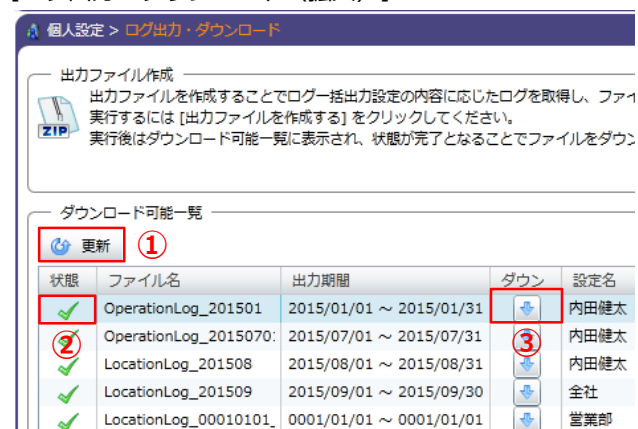 個人設定 > ログ出力・ダウンロード
出力ファイル作成
出力ファイルを作成することでログ一括出力設定の内容に応じたログを取得し、ファイ
ZIP
実行するには [出力ファイルを作成する] をクリックしてください。
実行後はダウンロード可能一覧に表示され、状態が完了となることでファイルをダウン
ダウンロード可能一覧
更新 ①
状態 ファイル名 出力期間 ダウン 設定名
OperationLog_201501 2015/01/01 ~ 2015/01/31 内田健太
② OperationLog_20150701 2015/07/01 ~ 2015/07/31 ③ 内田健太
LocationLog_201508 2015/08/01 ~ 2015/08/31 内田健太
LocationLog_201509 2015/09/01 ~ 2015/09/30 全社
LocationLog_00010101_ 0001/01/01 ~ 0001/01/01 営業部